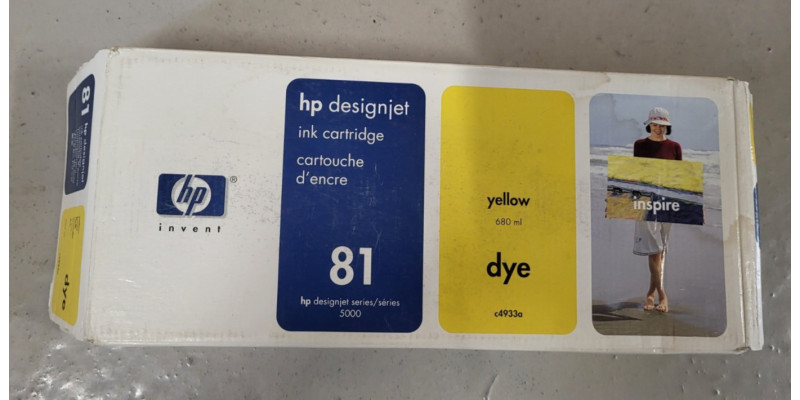 81
hp designjet
dye
hp
®
invent
hp designjet
ink cartridge
cartouche
d'encre
81
hp designjet series/séries
5000
yellow
680 ml
dye
c4933a
inspire